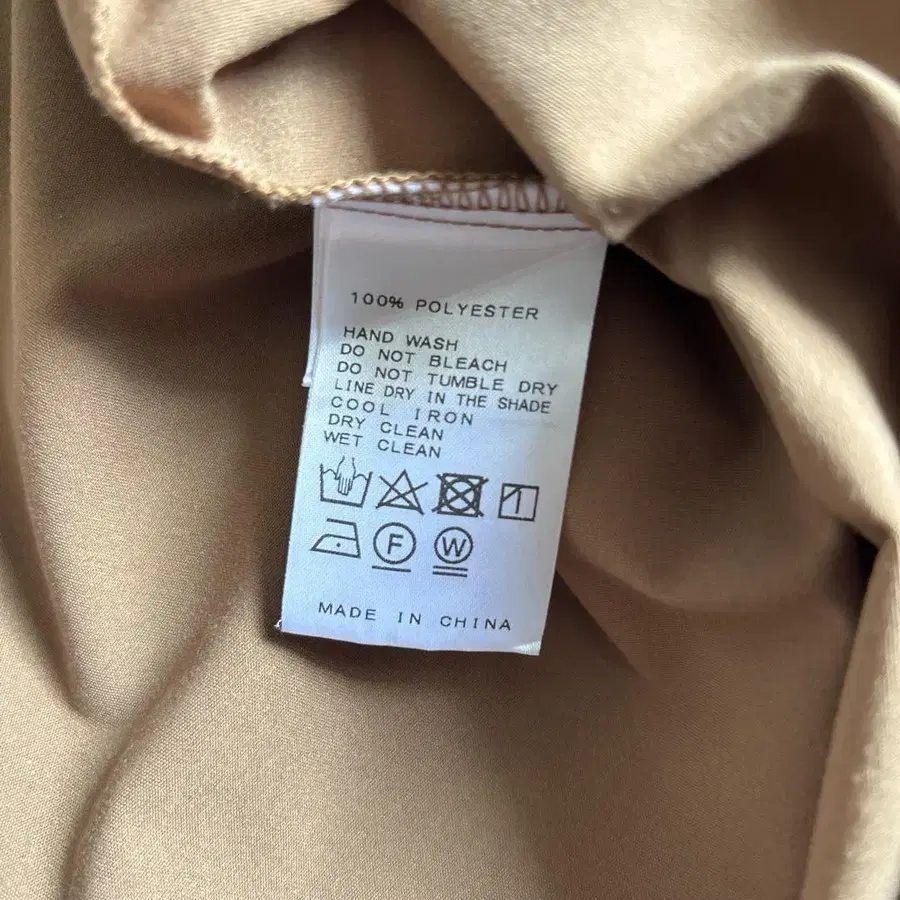 100% POLYESTER
HAND WASH
DO NOT BLEACH
DO NOT TUMBLE DRY
LINE DRY IN THE SHADE
COOL IRON
DRY CLEAN
WET CLEAN
F W
MADE IN CHINA